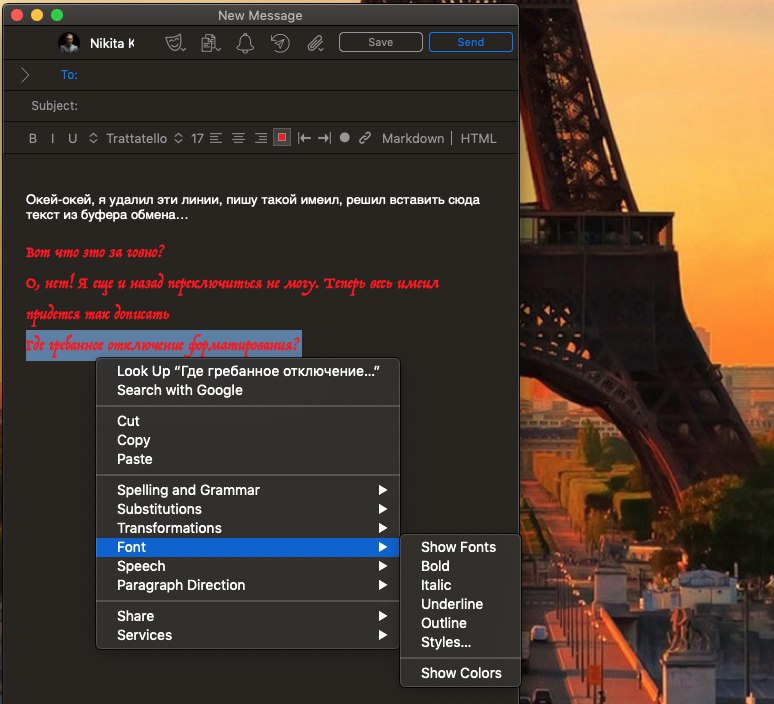 New Message
Nikita K
Save
Send
To:
Subject:
B I U Trattatello 17 Markdown | HTML
Окей-окей, я удалил эти линии, пишу такой имеил, решил вставить сюда
текст из буфера обмена...
Вот что это за говно?
О, нет! Я еще и назад переключиться не могу. Теперь весь имеил
придется так дописать
Где гребанное отключение форматирования?
Look Up “Где гребанное отключение...”
Search with Google
Cut
Copy
Paste
Spelling and Grammar
Substitutions
Transformations
Font
Speech
Paragraph Direction
Share
Services
Show Fonts
Bold
Italic
Underline
Outline
Styles...
Show Colors